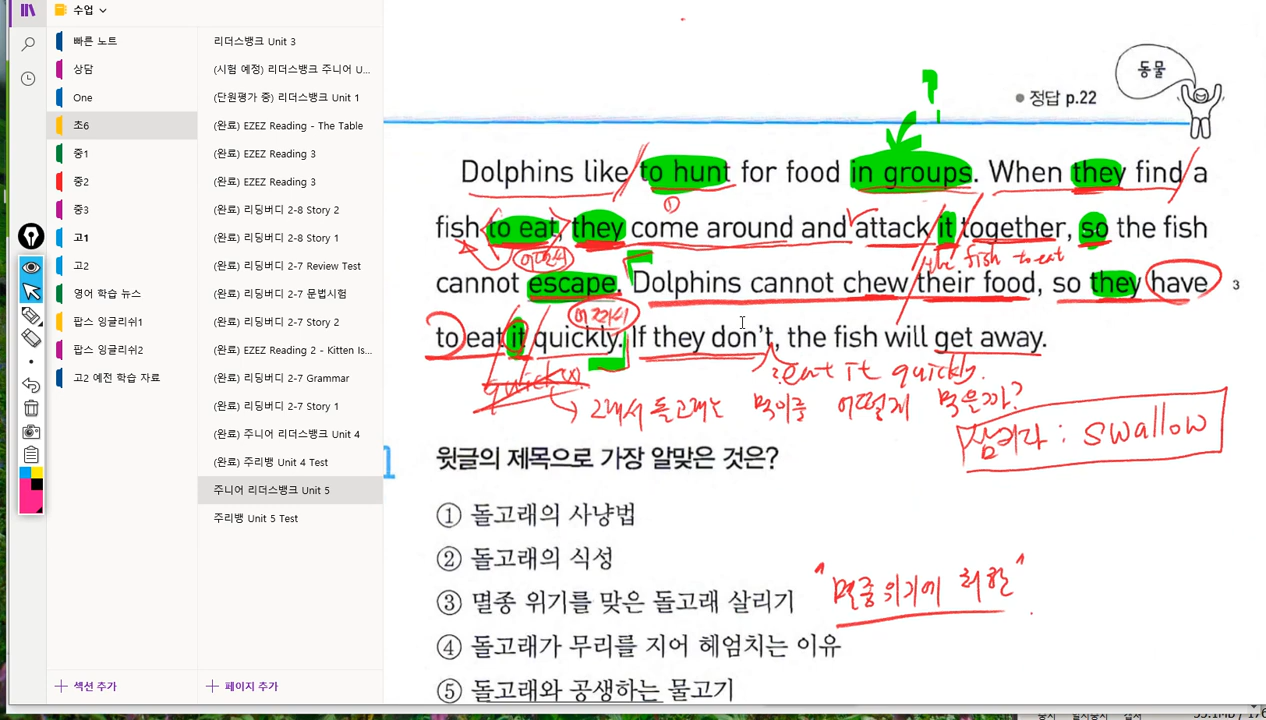 수업
빠른 노트
상담
One
초6
중1
중2
중3
고1
고2
영어 학습 뉴스
팝스 잉글리쉬1
팝스 잉글리쉬2
고2 예전 학습 자료
섹션 추가
리더스뱅크 Unit 3
(시험 예정) 리더스뱅크 주니어 U...
(단원평가 중) 리더스뱅크 Unit 1
(완료) EZEZ Reading - The Table
(완료) EZEZ Reading 3
(완료) EZEZ Reading 3
(완료) 리딩버디 2-8 Story 2
(완료) 리딩버디 2-8 Story 1
(완료) 리딩버디 2-7 Review Test
(완료) 리딩버디 2-7 문법시험
(완료) 리딩버디 2-7 Story 2
(완료) EZEZ Reading 2 - Kitten Is...
(완료) 리딩버디 2-7 Grammar
(완료) 리딩버디 2-7 Story 1
(완료) 주니어 리더스뱅크 Unit 4
(완료) 주리뱅 Unit 4 Test
주니어 리더스뱅크 Unit 5
주리뱅 Unit 5 Test
페이지 추가
동물
정답 p.22
?
Dolphins like to hunt for food in groups. When they find a
①
fish to eat, they come around and attack it together, so the fish
the fish to eat
cannot escape. Dolphins cannot chew their food, so they have
3
to eat it quickly. If they don't, the fish will get away.
eat it quickly.
그래서 돌고래는 먹이를 어떻게 먹을까?
삼키다 : swallow
1 윗글의 제목으로 가장 알맞은 것은?
① 돌고래의 사냥법
② 돌고래의 식성
③ 멸종 위기를 맞은 돌고래 살리기
"멸종위기에 처한"
④ 돌고래가 무리를 지어 헤엄치는 이유
⑤ 돌고래와 공생하는 물고기